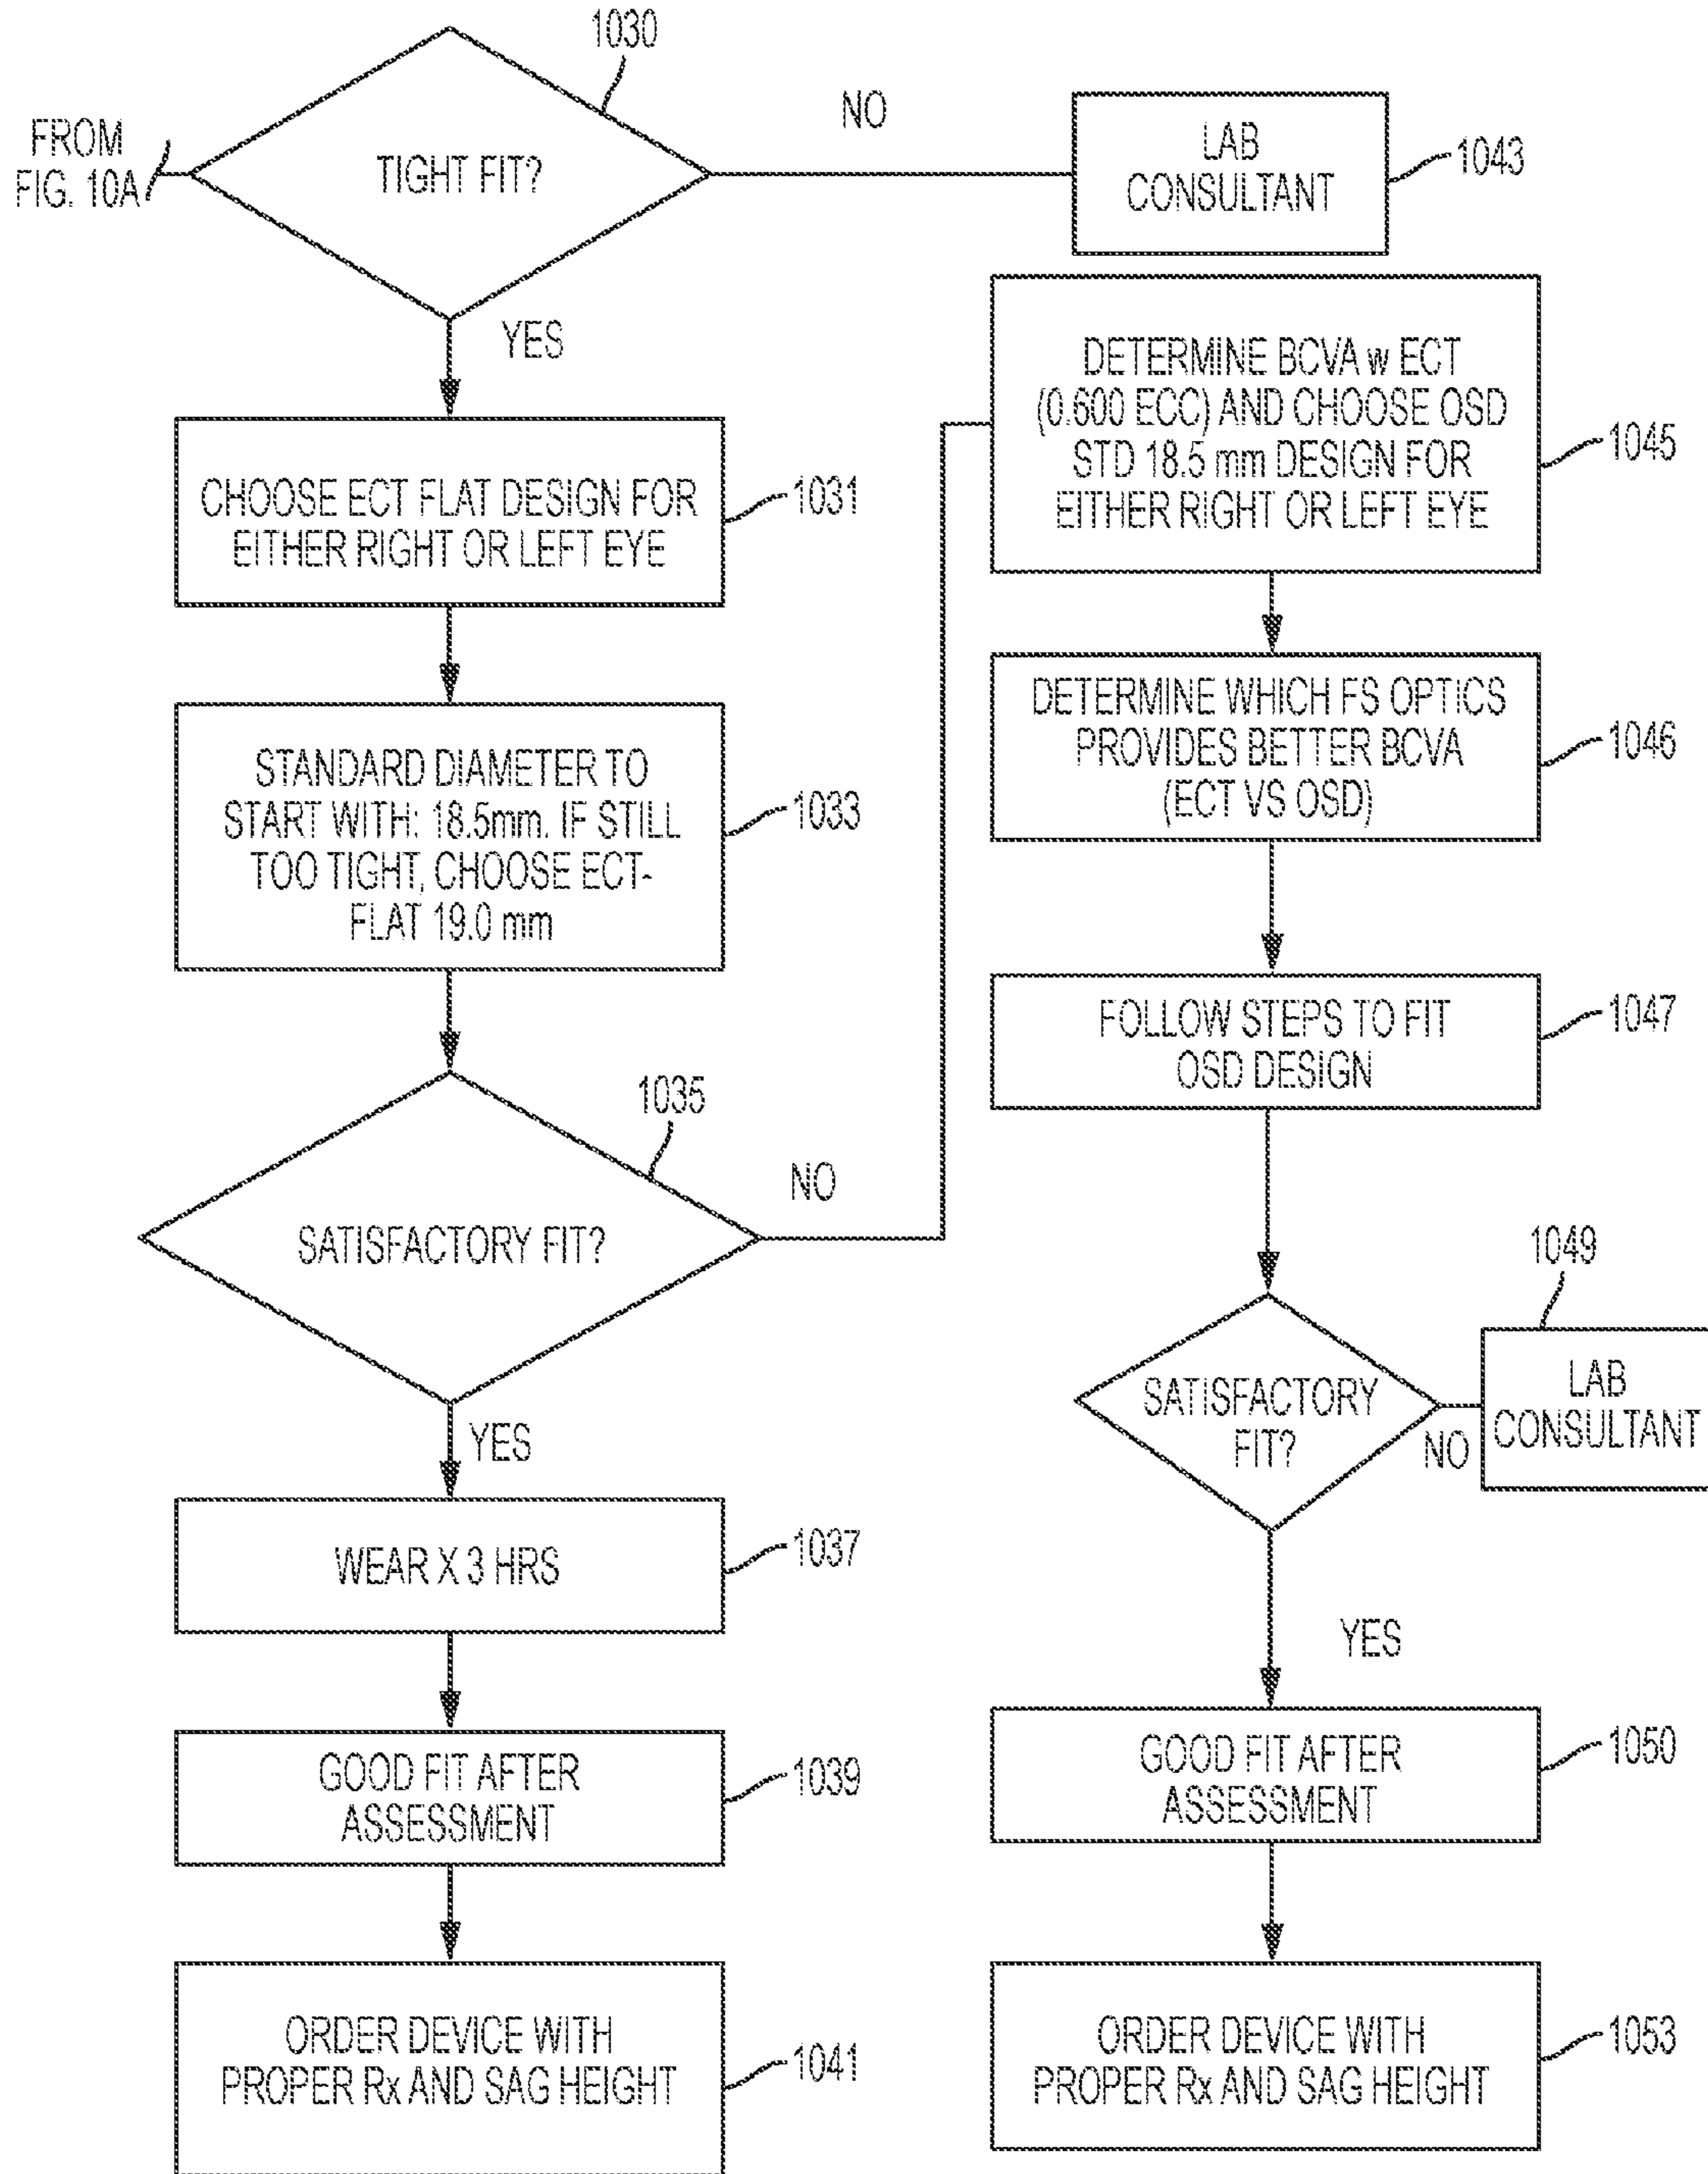 1030
FROM
FIG. 10A
TIGHT FIT?
NO
LAB
CONSULTANT
1043
YES
CHOOSE ECT FLAT DESIGN FOR
EITHER RIGHT OR LEFT EYE
1031
STANDARD DIAMETER TO
START WITH: 18.5mm. IF STILL
TOO TIGHT, CHOOSE ECT-
FLAT 19.0 mm
1033
1035
SATISFACTORY FIT?
NO
YES
WEAR X 3 HRS
1037
GOOD FIT AFTER
ASSESSMENT
1039
ORDER DEVICE WITH
PROPER Rx AND SAG HEIGHT
1041
DETERMINE BCVA w ECT
(0.600 ECC) AND CHOOSE OSD
STD 18.5 mm DESIGN FOR
EITHER RIGHT OR LEFT EYE
1045
DETERMINE WHICH FS OPTICS
PROVIDES BETTER BCVA
(ECT VS OSD)
1046
FOLLOW STEPS TO FIT
OSD DESIGN
1047
SATISFACTORY
FIT?
NO
1049
LAB
CONSULTANT
YES
GOOD FIT AFTER
ASSESSMENT
1050
ORDER DEVICE WITH
PROPER Rx AND SAG HEIGHT
1053